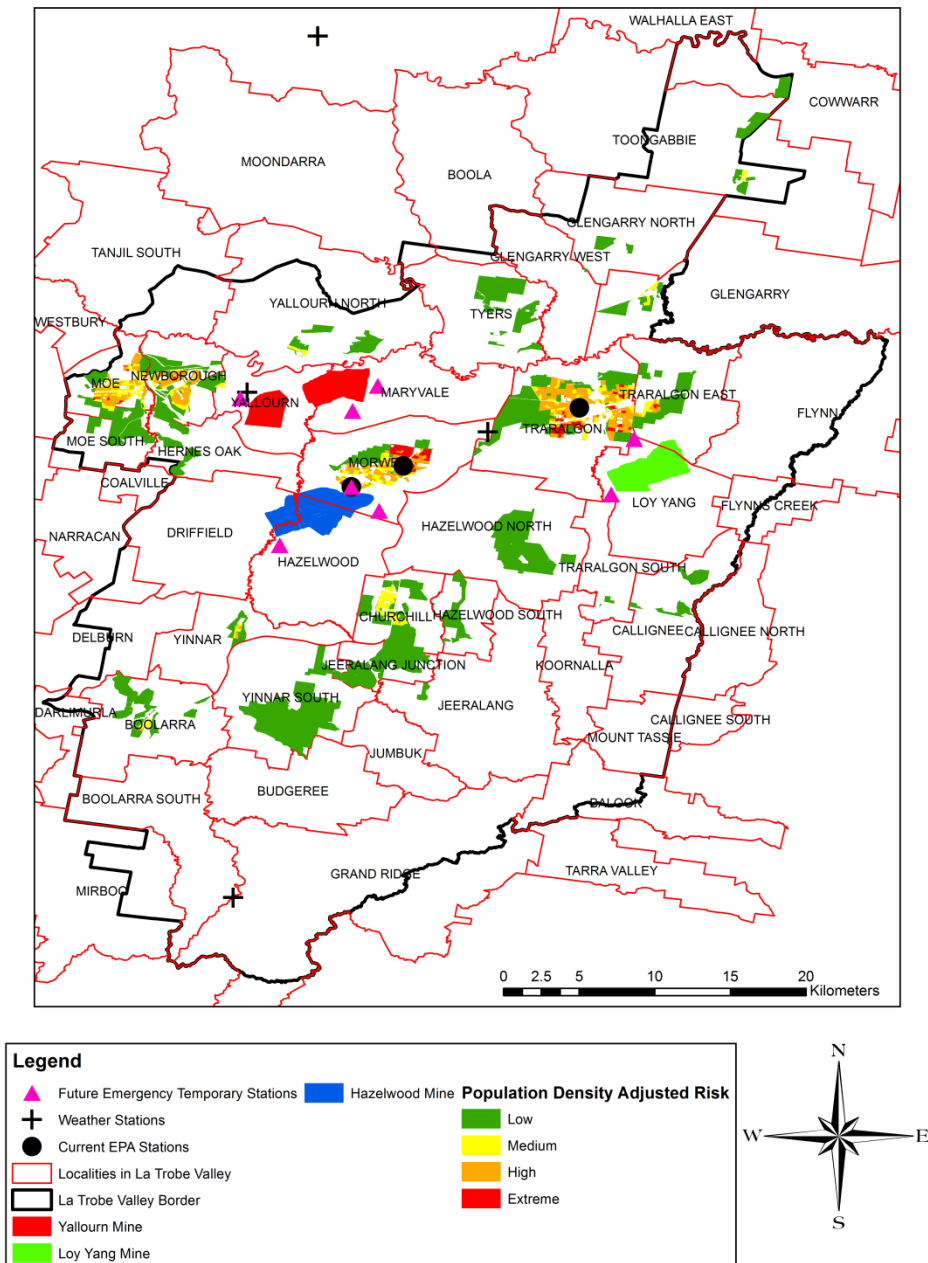 WALHALLA EAST
COWWARR
TOONGABBIE
MOONDARRA
BOOLA
GLENGARRY NORTH
TANJIL SOUTH
GLENGARRY WEST
GLENGARRY
YALLOURN NORTH
TYERS
WESTBURY
NEWBOROUGH
MOE
YALLOURN
MARYVALE
TRARALGON EAST
FLYNN
TRARALGON
MOE SOUTH
HERNES OAK
MORWE
COALVILLE
LOY YANG
FLYNNS CREEK
NARRACAN
DRIFFIELD
HAZELWOOD NORTH
HAZELWOOD
TRARALGON SOUTH
CHURCHILL
HAZELWOOD SOUTH
DELBURN
YINNAR
CALLIGNEE
CALLIGNEE NORTH
JEERALANG JUNCTION
KOORNALLA
DARLIMURLA
YINNAR SOUTH
JEERALANG
BOOLARRA
CALLIGNEE SOUTH
MOUNT TASSIE
JUMBUK
BOOLARRA SOUTH
BUDGEREE
BALOOK
MIRBOO
GRAND RIDGE
TARRA VALLEY
0 2.5 5 10 15 20
Kilometers
Legend
Future Emergency Temporary Stations
Hazelwood Mine
Weather Stations
Current EPA Stations
Localities in La Trobe Valley
La Trobe Valley Border
Yallourn Mine
Loy Yang Mine
Population Density Adjusted Risk
Low
Medium
High
Extreme
N
W
E
S